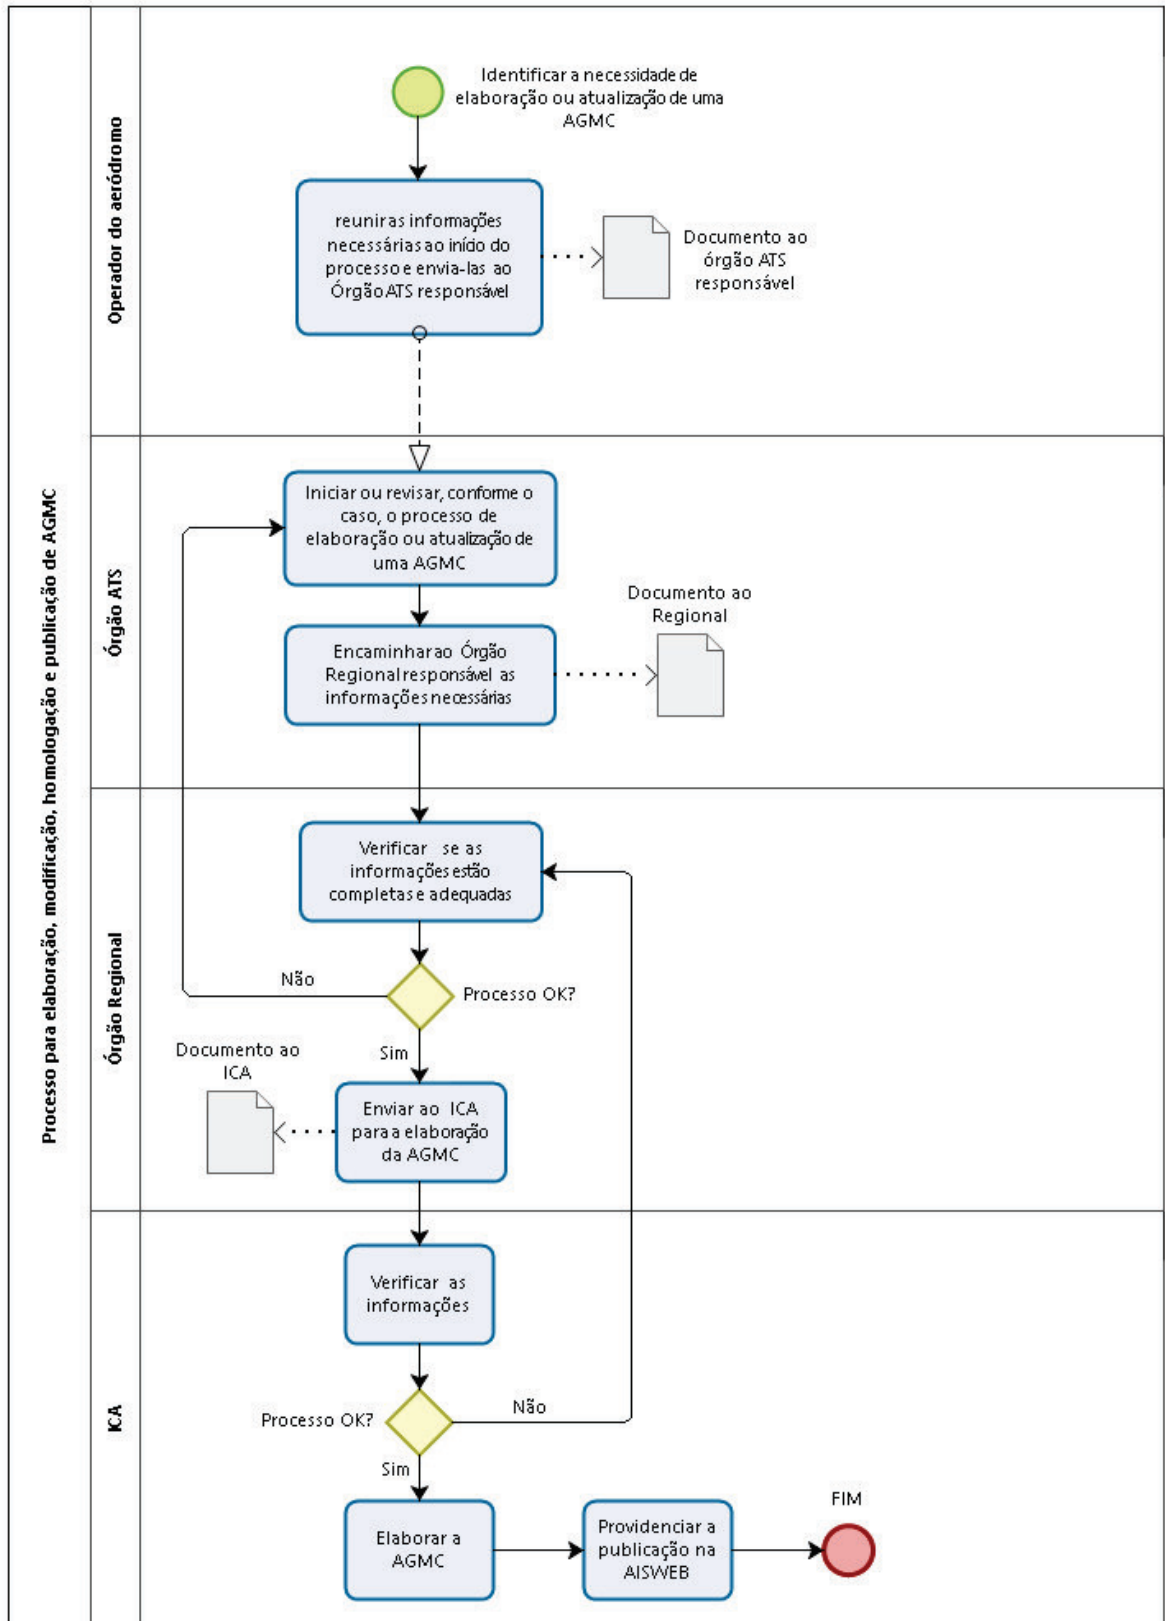 Processo para elaboração, modificação, homologação e publicação de AGMC
Operador do aeródromo
Identificar a necessidade de
elaboração ou atualização de uma
AGMC
reunir as informações
necessárias ao início do
processo e envia-las ao
Órgão ATS responsável
Documento ao
órgão ATS
responsável
Órgão ATS
Iniciar ou revisar, conforme o
caso, o processo de
elaboração ou atualização de
uma AGMC
Encaminhar ao Órgão
Regional responsável as
informações necessárias
Documento ao
Regional
Órgão Regional
Verificar se as
informações estão
completas e adequadas
Não
Processo OK?
Sim
Documento ao
ICA
Enviar ao ICA
para a elaboração
da AGMC
ICA
Verificar as
informações
Processo OK?
Não
Sim
Elaborar a
AGMC
Providenciar a
publicação na
AISWEB
FIM